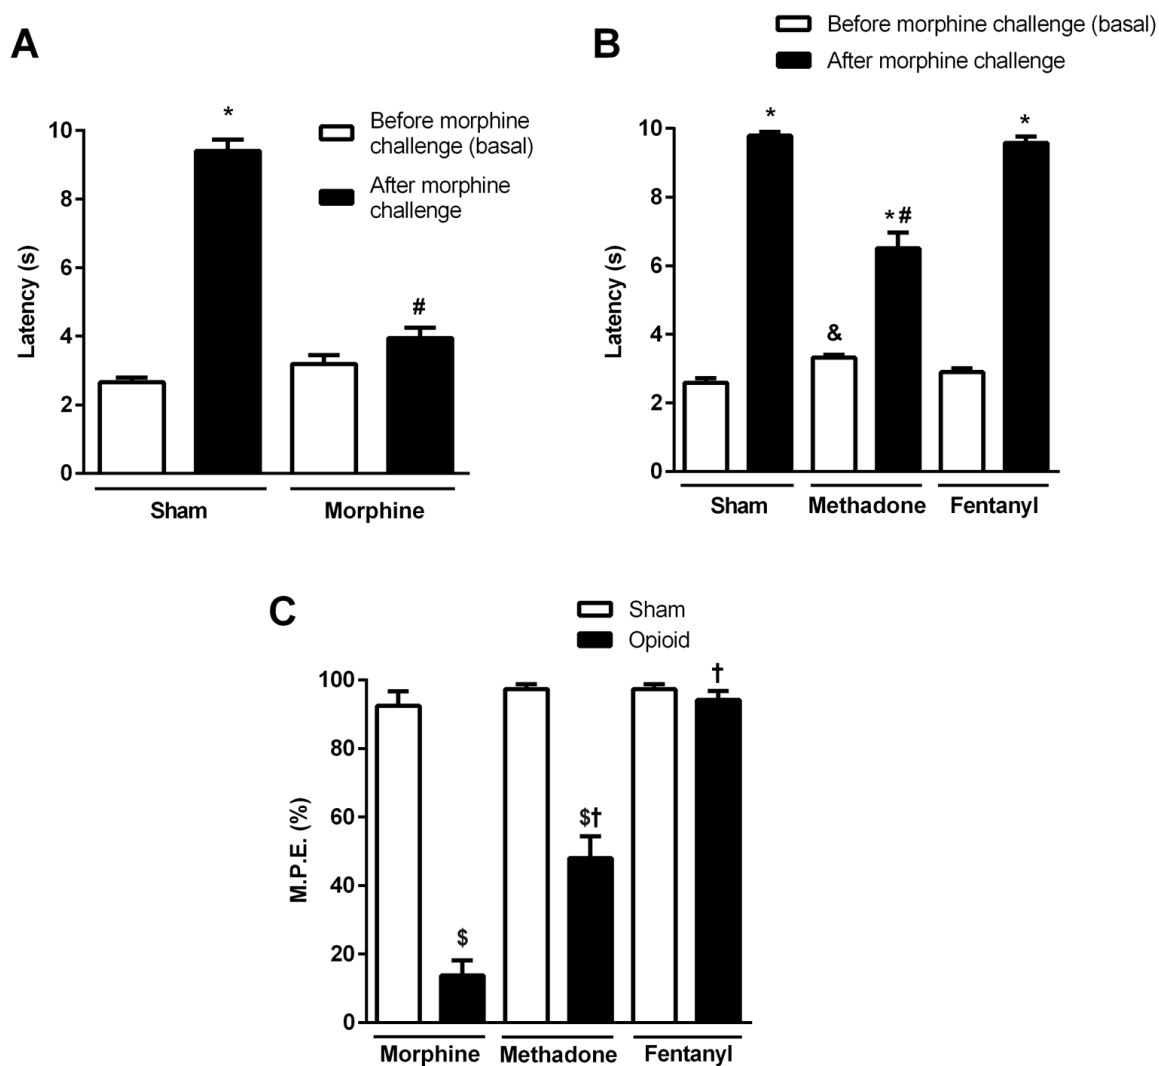 A
Before morphine
challenge (basal)
After morphine
challenge
Latency (s)
10
8
6
4
2
0
*
#
Sham Morphine
B
Before morphine challenge (basal)
After morphine challenge
Latency (s)
10
8
6
4
2
0
*
&
*#
*
Sham Methadone Fentanyl
C
Sham
Opioid
M.P.E. (%)
100
80
60
40
20
0
$
$†
†
Morphine Methadone Fentanyl